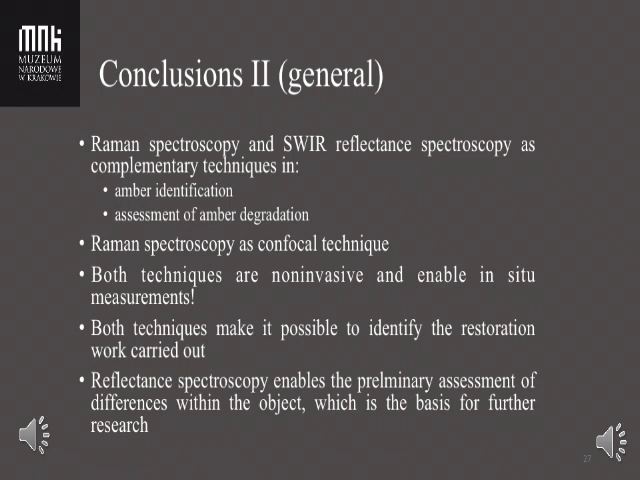 mnk
MUZEUM
NARODOWE
W KRAKOWIE
Conclusions II (general)
• Raman spectroscopy and SWIR reflectance spectroscopy as
complementary techniques in:
• amber identification
• assessment of amber degradation
• Raman spectroscopy as confocal technique
• Both techniques are noninvasive and enable in situ
measurements!
• Both techniques make it possible to identify the restoration
work carried out
• Reflectance spectroscopy enables the prelminary assessment of
differences within the object, which is the basis for further
research
27